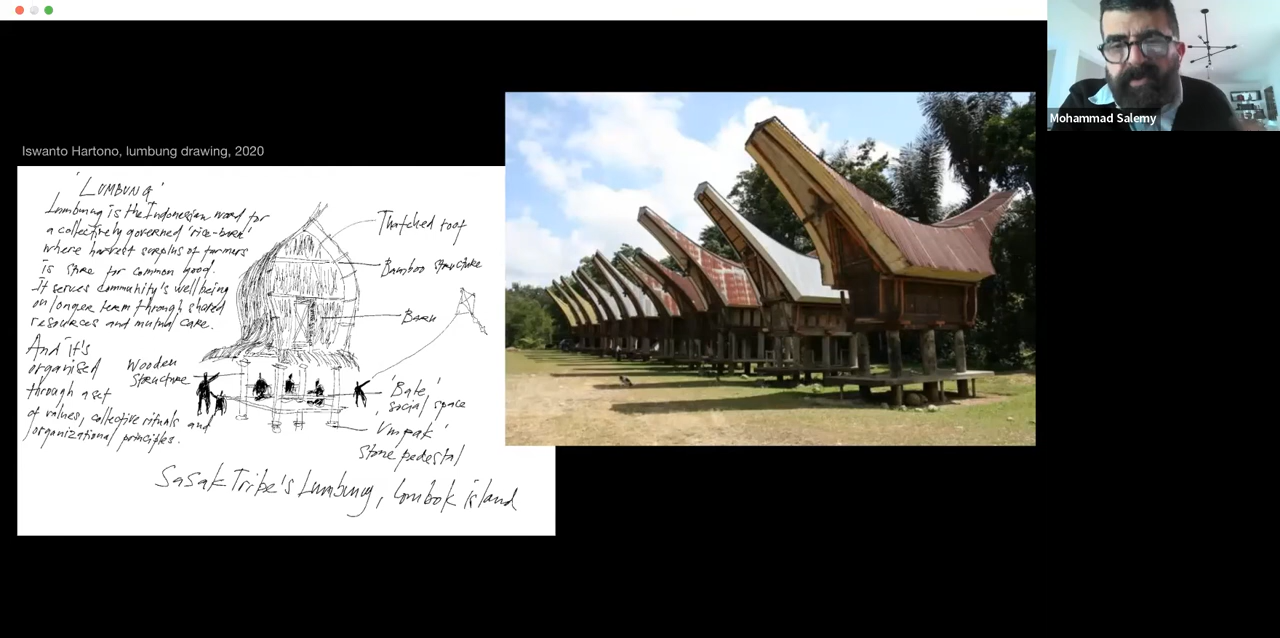 Mohammad Salemy
Iswanto Hartono, lumbung drawing, 2020
'LUMBUNG'
Lumbung is the Indonesian word for
a collectively governed 'rice-barn'
where harvest surplus of farmers
is store for common good.
It serves community's well being
on longer term through shared
resources and mutual care.
And it's
organised
through a set
of values, collective rituals and
organizational principles.
Thatched roof
Bamboo structure
Barn
Wooden
Structure
'Bale'
social space
'Umpak'
stone pedestal
Sasak Tribe's Lumbung, Lombok island